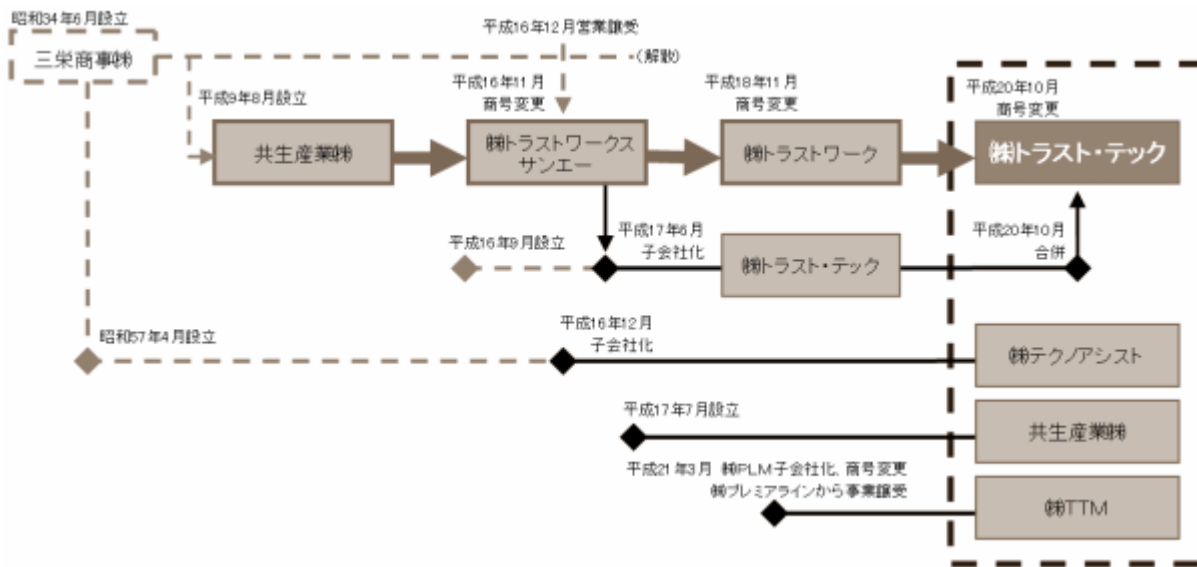 昭和34年6月設立
三栄商事㈱
平成16年12月営業譲受
(解散)
平成9年8月設立
共生産業㈱
平成16年11月
商号変更
㈱トラストワークス
サンエー
平成18年11月
商号変更
㈱トラストワーク
平成20年10月
商号変更
㈱トラスト・テック
平成16年9月設立
平成17年6月
子会社化
㈱トラスト・テック
平成20年10月
合併
昭和57年4月設立
平成16年12月
子会社化
㈱テクノアシスト
平成17年7月設立
共生産業㈱
平成21年3月 ㈱PLM子会社化、商号変更
㈱プレミアラインから事業譲受
㈱TTM